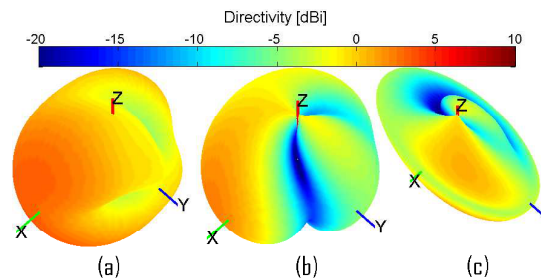 Directivity [dBi]
-20 -15 -10 -5 0 5 10
Z Z Z
X Y X Y X
(a) (b) (c)